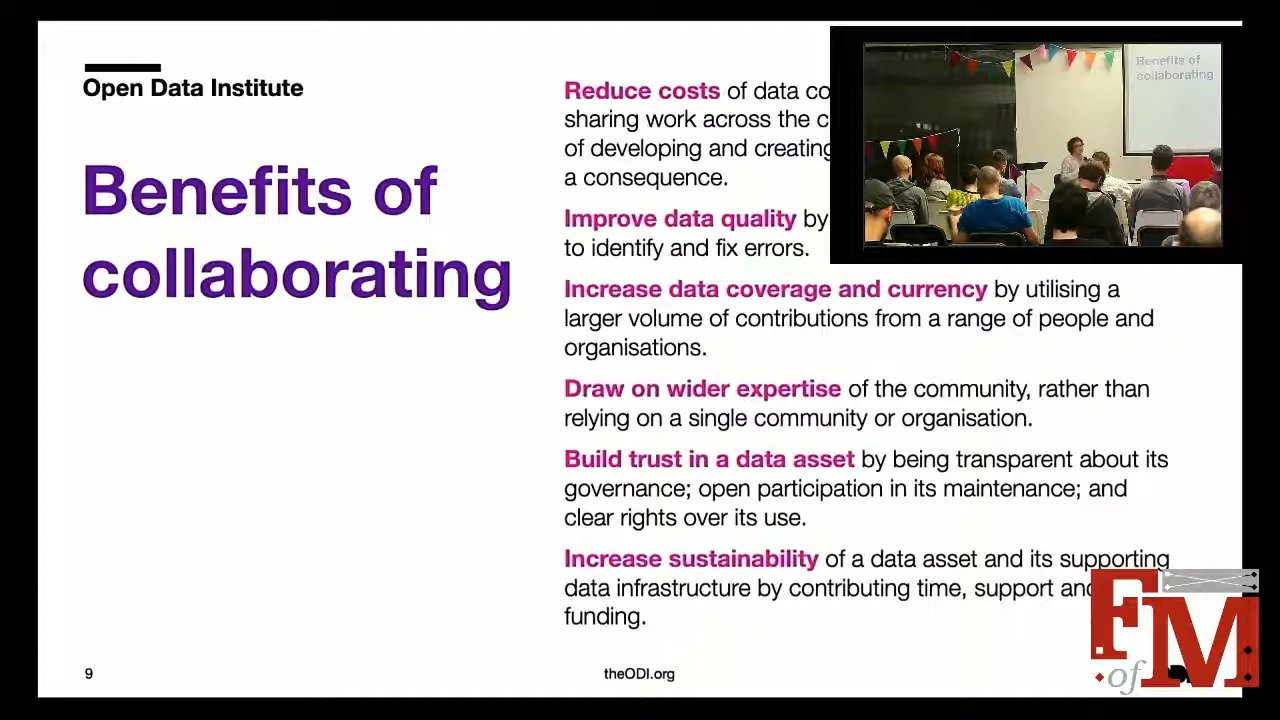 Open Data Institute
Benefits of
collaborating
Reduce costs of data co
sharing work across the c
of developing and creating
a consequence.
Improve data quality by
to identify and fix errors.
Increase data coverage and currency by utilising a
larger volume of contributions from a range of people and
organisations.
Draw on wider expertise of the community, rather than
relying on a single community or organisation.
Build trust in a data asset by being transparent about its
governance; open participation in its maintenance; and
clear rights over its use.
Increase sustainability of a data asset and its supporting
data infrastructure by contributing time, support and
funding.
9
theODI.org
Benefits of
collaborating
F of M